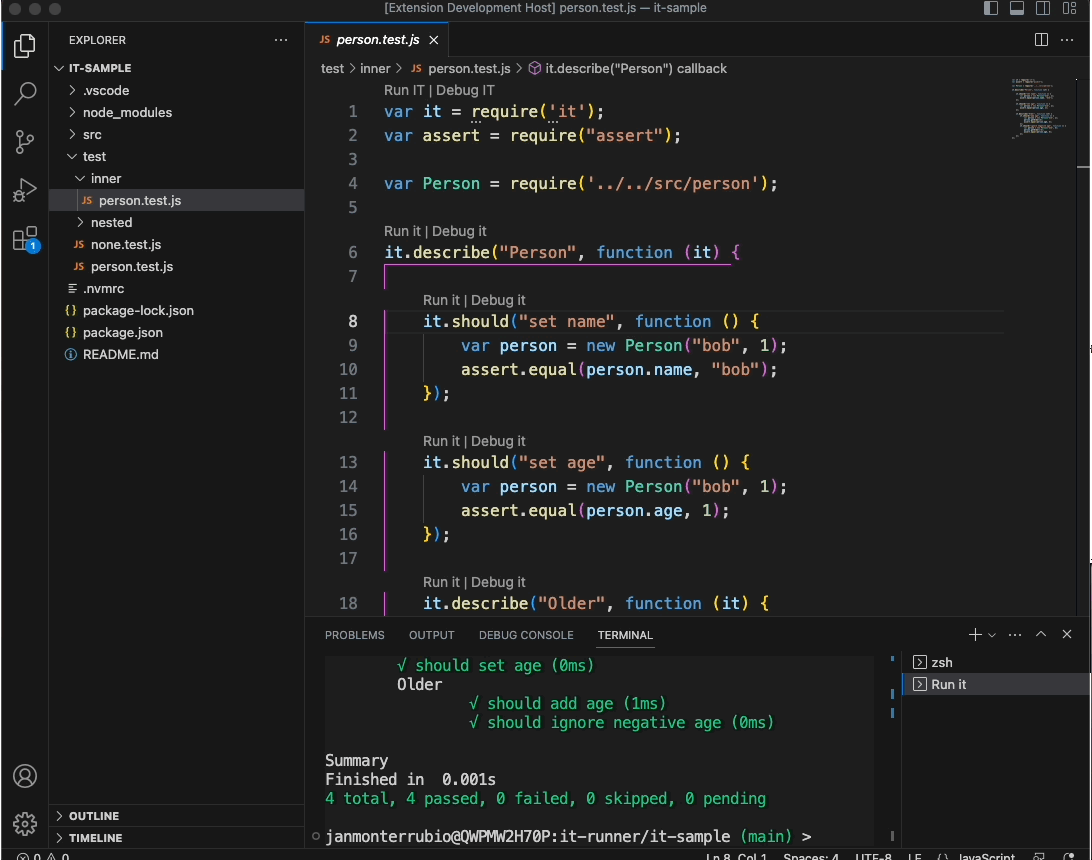 [Extension Development Host] person.test.js — it-sample
EXPLORER
IT-SAMPLE
.vscode
node_modules
src
test
inner
JS person.test.js
nested
JS none.test.js
JS person.test.js
.nvmrc
{} package-lock.json
{} package.json
README.md
OUTLINE
TIMELINE
1
JS person.test.js
test > inner > JS person.test.js > it.describe("Person") callback
Run IT | Debug IT
1 var it = require('it');
2 var assert = require("assert");
3
4 var Person = require('../../src/person');
5
Run it | Debug it
6 it.describe("Person", function (it) {
7
Run it | Debug it
8 it.should("set name", function () {
9 var person = new Person("bob", 1);
10 assert.equal(person.name, "bob");
11 });
12
Run it | Debug it
13 it.should("set age", function () {
14 var person = new Person("bob", 1);
15 assert.equal(person.age, 1);
16 });
17
Run it | Debug it
18 it.describe("Older", function (it) {
PROBLEMS OUTPUT DEBUG CONSOLE TERMINAL
√ should set age (0ms)
Older
√ should add age (1ms)
√ should ignore negative age (0ms)
Summary
Finished in 0.001s
4 total, 4 passed, 0 failed, 0 skipped, 0 pending
janmonterrubio@QWPMW2H70P:it-runner/it-sample (main) >
zsh
Run it
0 0 Ln 8, Col 1 Spaces: 4 UTF-8 LF {} JavaScript